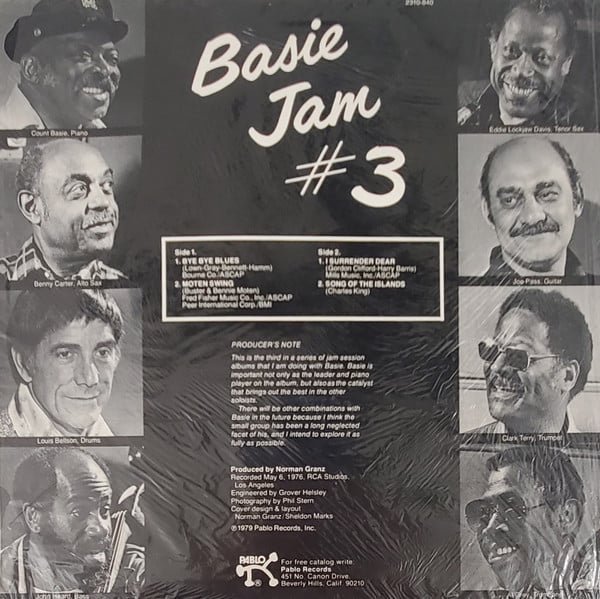 2310-840
Basie
Jam
#3
Count Basie, Piano
Eddie Lockjaw Davis, Tenor Sax
Benny Carter, Alto Sax
Joe Pass, Guitar
Louis Bellson, Drums
Clark Terry, Trumpet
John Heard, Bass
Side 1.
1. BYE BYE BLUES
(Lown-Gray-Bennett-Hamm)
Bourne Co./ASCAP
2. MOTEN SWING
(Buster & Bennie Moten)
Fred Fisher Music Co., Inc./ASCAP
Peer International Corp./BMI
Side 2.
1. I SURRENDER DEAR
(Gordon Clifford-Harry Barris)
Mills Music, Inc./ASCAP
2. SONG OF THE ISLANDS
(Charles King)
PRODUCER'S NOTE
This is the third in a series of jam session
albums that I am doing with Basie. Basie is
important not only as the leader and piano
player on the album, but also as the catalyst
that brings out the best in the other
soloists.
There will be other combinations with
Basie in the future because I think the
small group has been a long neglected
facet of his, and I intend to explore it as
fully as possible.
Produced by Norman Granz
Recorded May 6, 1976, RCA Studios,
Los Angeles
Engineered by Grover Helsley
Photography by Phil Stern
Cover design & layout
Norman Granz/Sheldon Marks
©1979 Pablo Records, Inc.
PABLO
®
For free catalog write:
Pablo Records
451 No. Canon Drive,
Beverly Hills, Calif. 90210